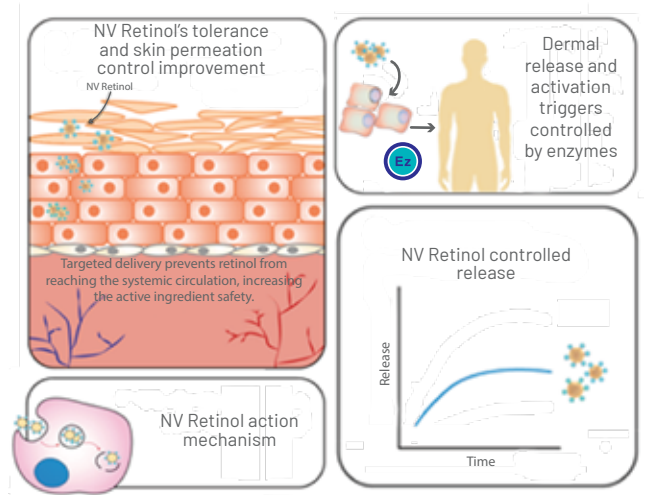 NV Retinol's tolerance
and skin permeation
control improvement
NV Retinol
Targeted delivery prevents retinol from
reaching the systemic circulation, increasing
the active ingredient safety.
Dermal
release and
activation
triggers
controlled
by enzymes
Ez
NV Retinol controlled
release
Release
Time
NV Retinol action
mechanism